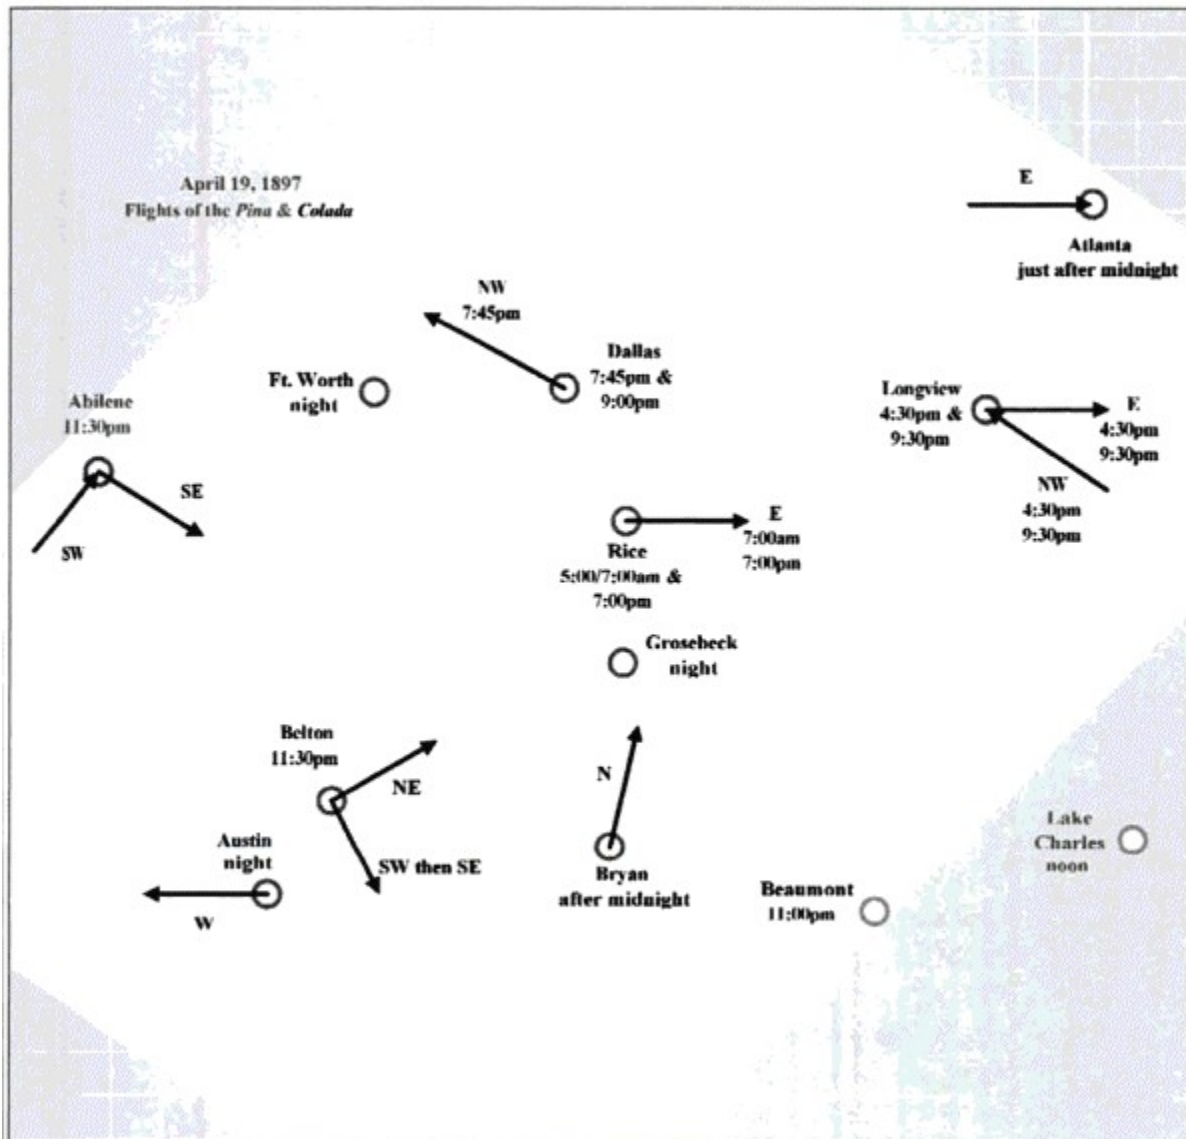 April 19, 1897
Flights of the Pina & Colada
E
Atlanta
just after midnight
NW
7:45pm
Dallas
7:45pm &
9:00pm
Ft. Worth
night
Longview
4:30pm &
9:30pm
E
4:30pm
9:30pm
NW
4:30pm
9:30pm
Abilene
11:30pm
SE
SW
E
7:00am
7:00pm
Rice
5:00/7:00am &
7:00pm
Grosebeck
night
Belton
11:30pm
NE
SW then SE
N
Bryan
after midnight
Austin
night
W
Lake
Charles
noon
Beaumont
11:00pm